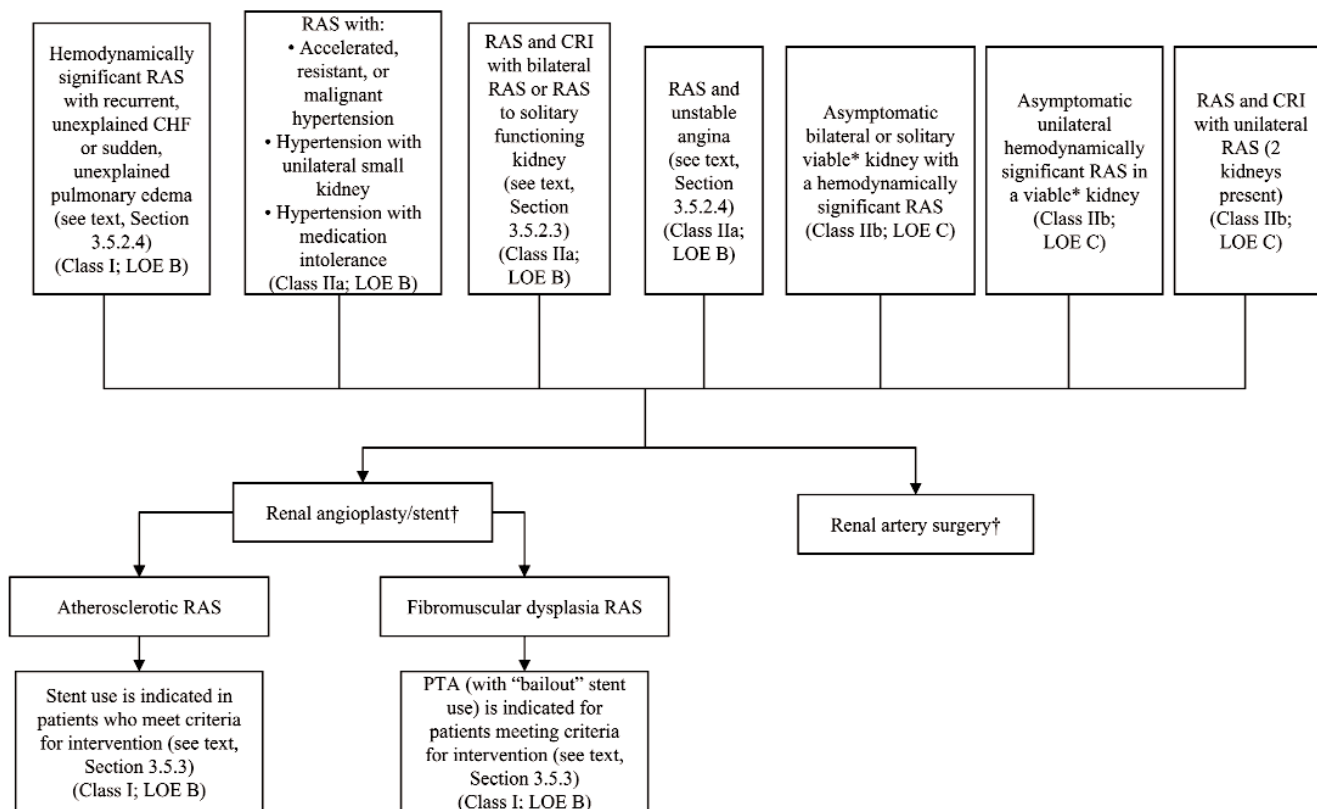 Hemodynamically
significant RAS
with recurrent,
unexplained CHF
or sudden,
unexplained
pulmonary edema
(see text, Section
3.5.2.4)
(Class I; LOE B)
RAS with:
• Accelerated,
resistant, or
malignant
hypertension
• Hypertension with
unilateral small
kidney
• Hypertension with
medication
intolerance
(Class IIa; LOE B)
RAS and CRI
with bilateral
RAS or RAS
to solitary
functioning
kidney
(see text,
Section
3.5.2.3)
(Class IIa;
LOE B)
RAS and
unstable
angina
(see text,
Section
3.5.2.4)
(Class IIa;
LOE B)
Asymptomatic
bilateral or solitary
viable* kidney with
a hemodynamically
significant RAS
(Class IIb; LOE C)
Asymptomatic
unilateral
hemodynamically
significant RAS in
a viable* kidney
(Class IIb;
LOE C)
RAS and CRI
with unilateral
RAS (2
kidneys
present)
(Class IIb;
LOE C)
Renal angioplasty/stent†
Renal artery surgery†
Atherosclerotic RAS
Fibromuscular dysplasia RAS
Stent use is indicated in
patients who meet criteria
for intervention (see text,
Section 3.5.3)
(Class I; LOE B)
PTA (with “bailout” stent
use) is indicated for
patients meeting criteria
for intervention (see text,
Section 3.5.3)
(Class I; LOE B)